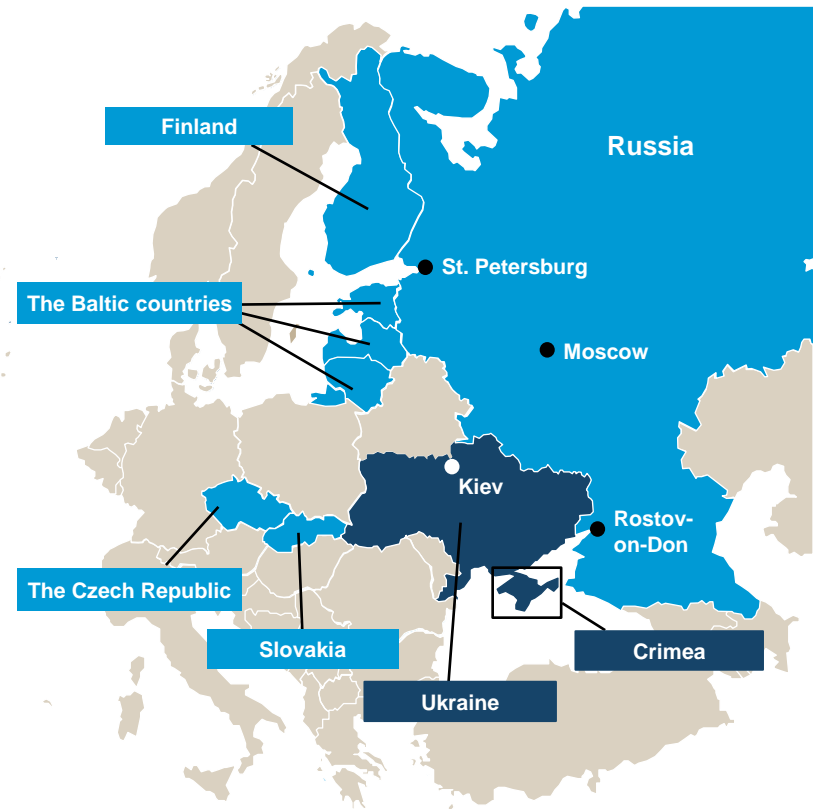 Finland
Russia
St. Petersburg
The Baltic countries
Moscow
Kiev
Rostov-
on-Don
The Czech Republic
Slovakia
Crimea
Ukraine